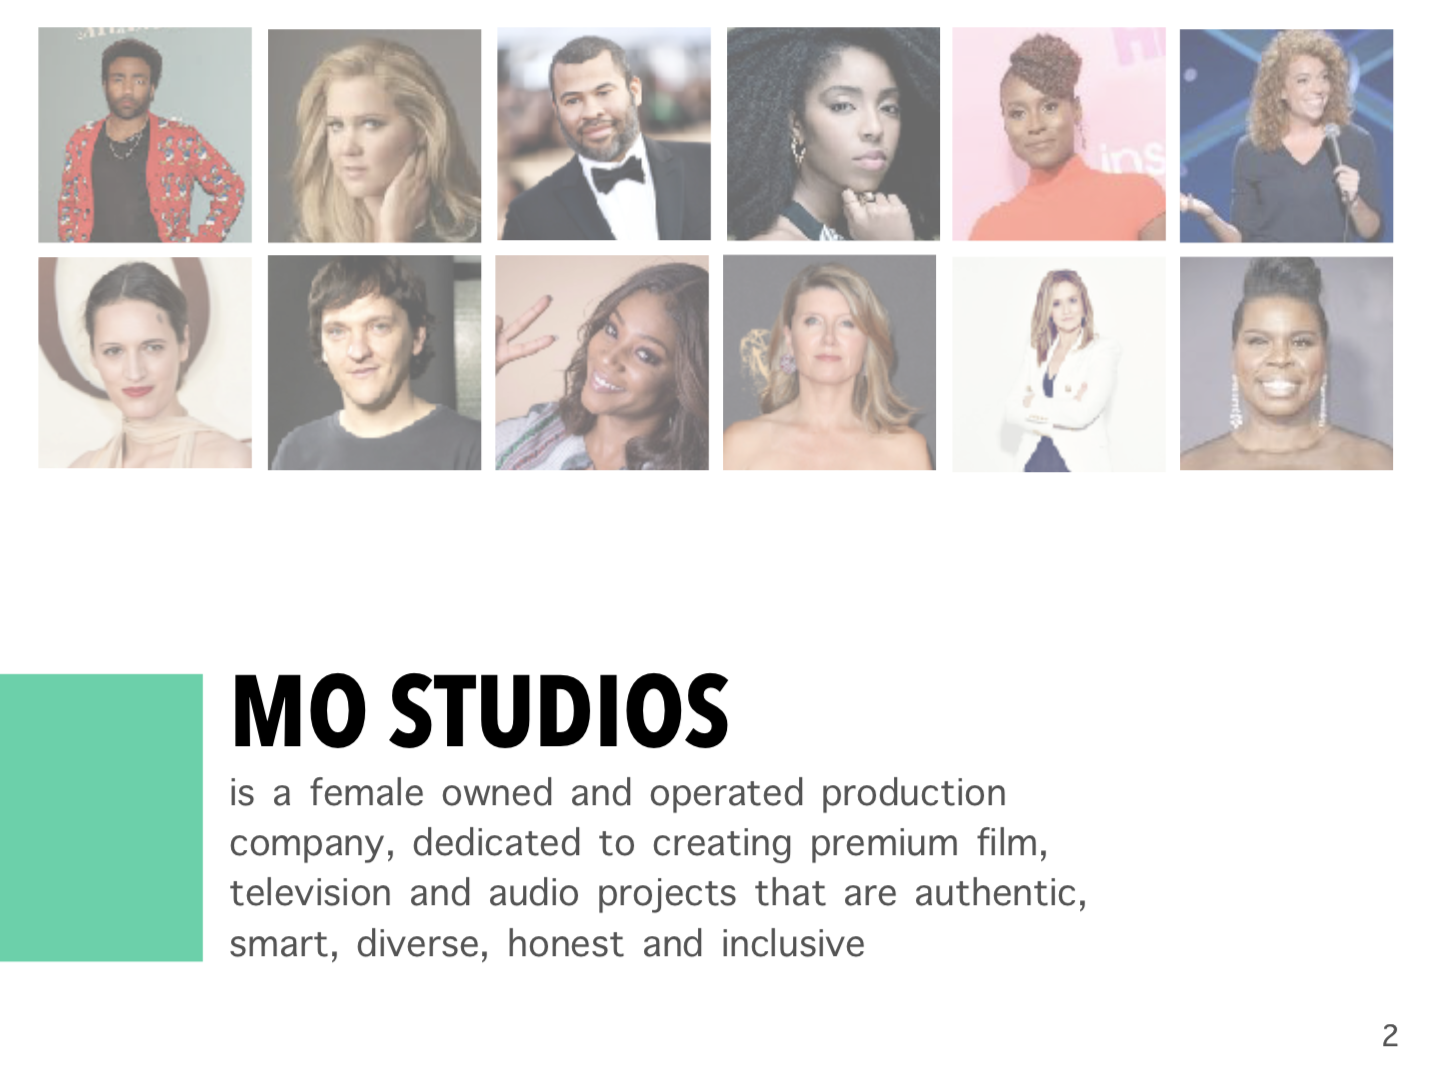 MO STUDIOS
is a female owned and operated production
company, dedicated to creating premium film,
television and audio projects that are authentic,
smart, diverse, honest and inclusive
2